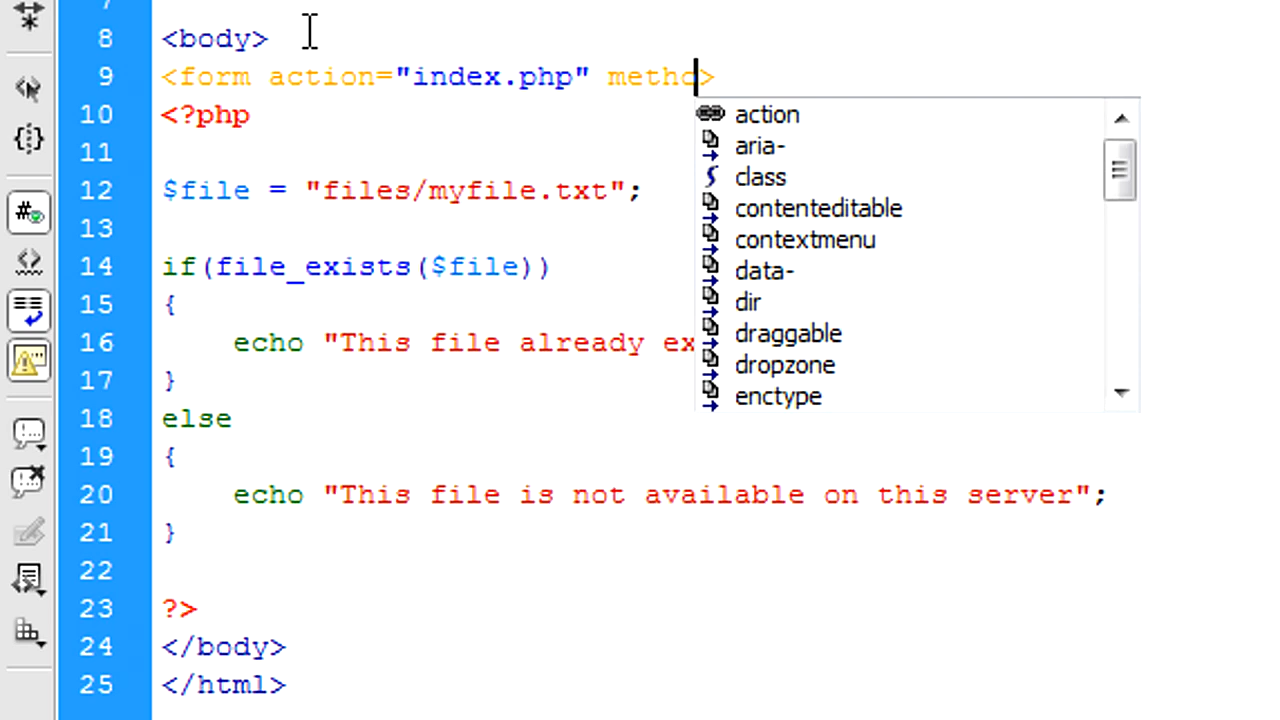 7
8 <body>
9 <form action="index.php" metho>
action
10 <?php
aria-
11
class
12 $file = "files/myfile.txt";
contenteditable
13
contextmenu
14 if(file_exists($file))
data-
15 {
dir
16 echo "This file already ex
draggable
dropzone
17 }
enctype
18 else
19 {
20 echo "This file is not available on this server";
21 }
22
23 ?>
24 </body>
25 </html>